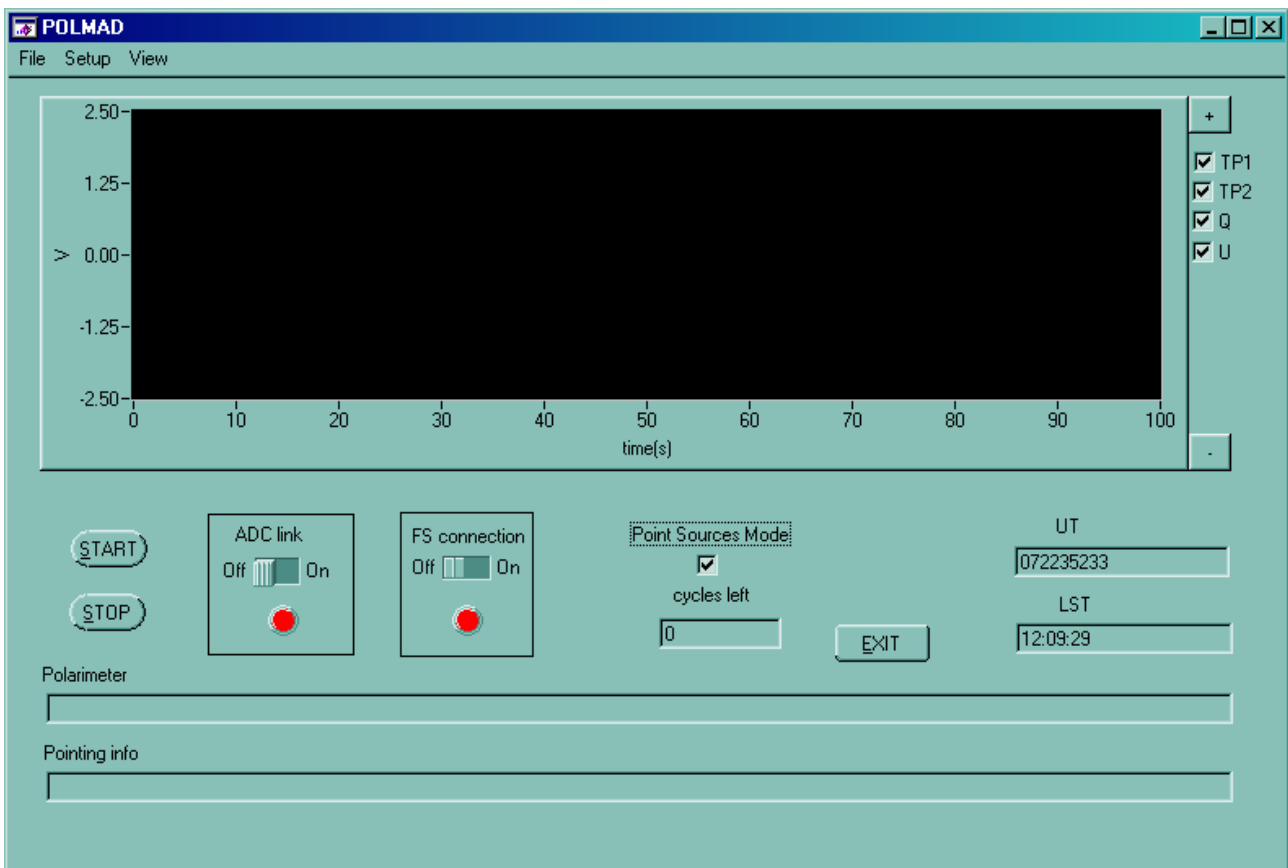 POLMAD
File Setup View
2.50
1.25
> 0.00
-1.25
-2.50
0 10 20 30 40 50 60 70 80 90 100
time(s)
+
TP1
TP2
Q
U
-
START
STOP
ADC link
Off On
FS connection
Off On
Point Sources Mode
cycles left
0
EXIT
UT
072235233
LST
12:09:29
Polarimeter
Pointing info